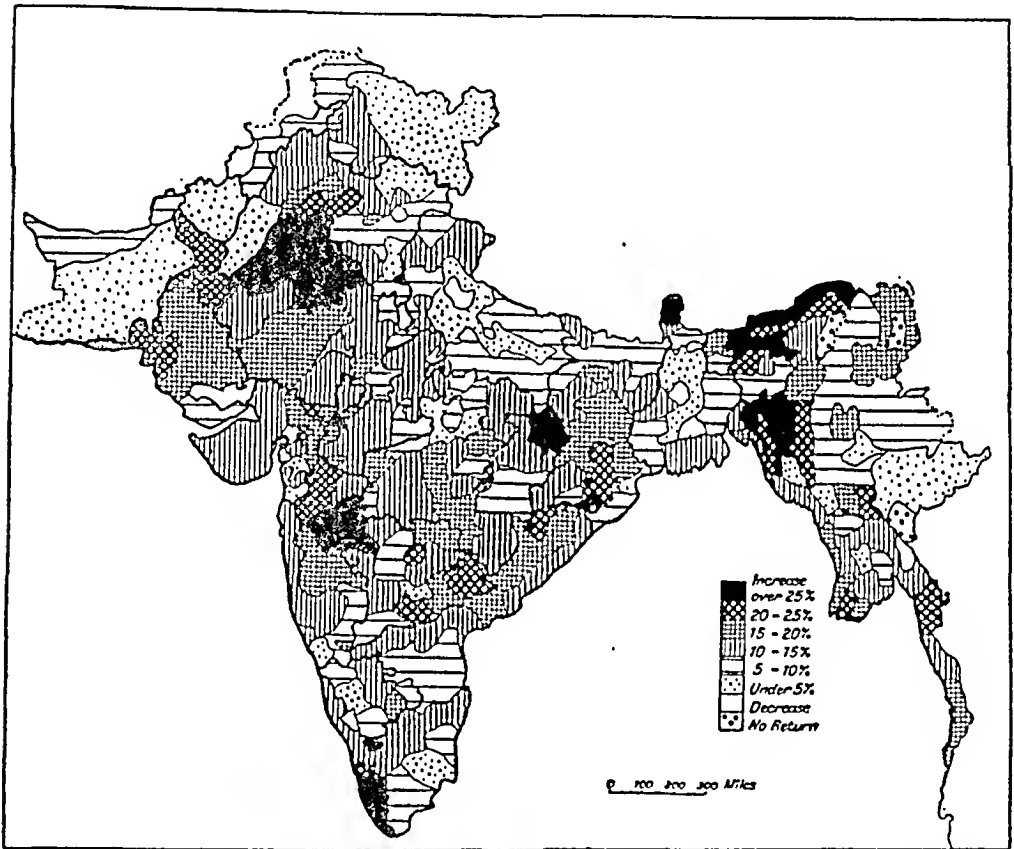 Increase
over 25%
20 - 25%
15 - 20%
10 - 15%
5 - 10%
Under 5%
Decrease
No Return
0 100 200 300 Miles